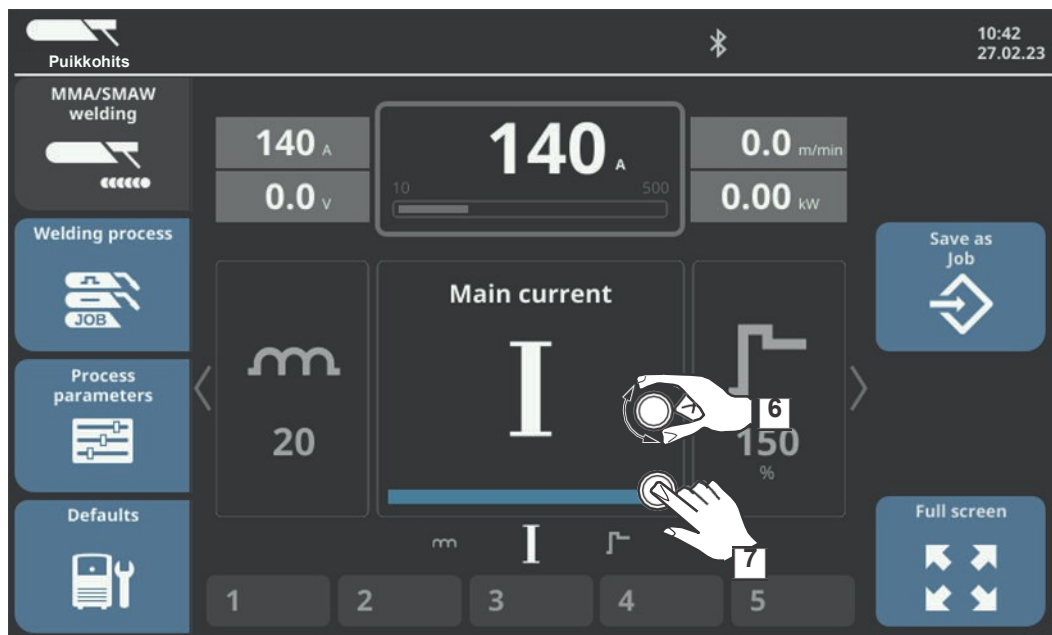 Puikkohits
10:42
27.02.23
MMA/SMAW
welding
140 A
0.0 V
140 A
10 500
0.0 m/min
0.00 kW
Welding process
JOB
Process
parameters
Defaults
20
Main current
I
6
150
%
7
I
1 2 3 4 5
Save as
Job
Full screen